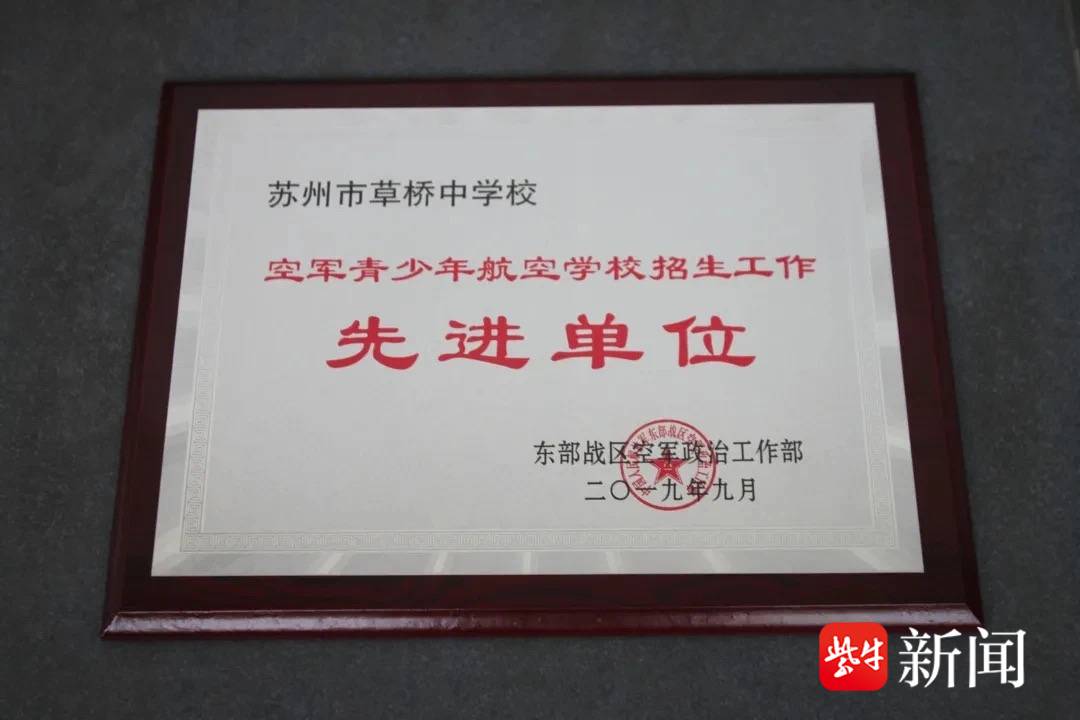 苏州市草桥中学校
空军青少年航空学校招生工作
先进单位
东部战区空军政治工作部
二〇一九年九月
紫牛新闻